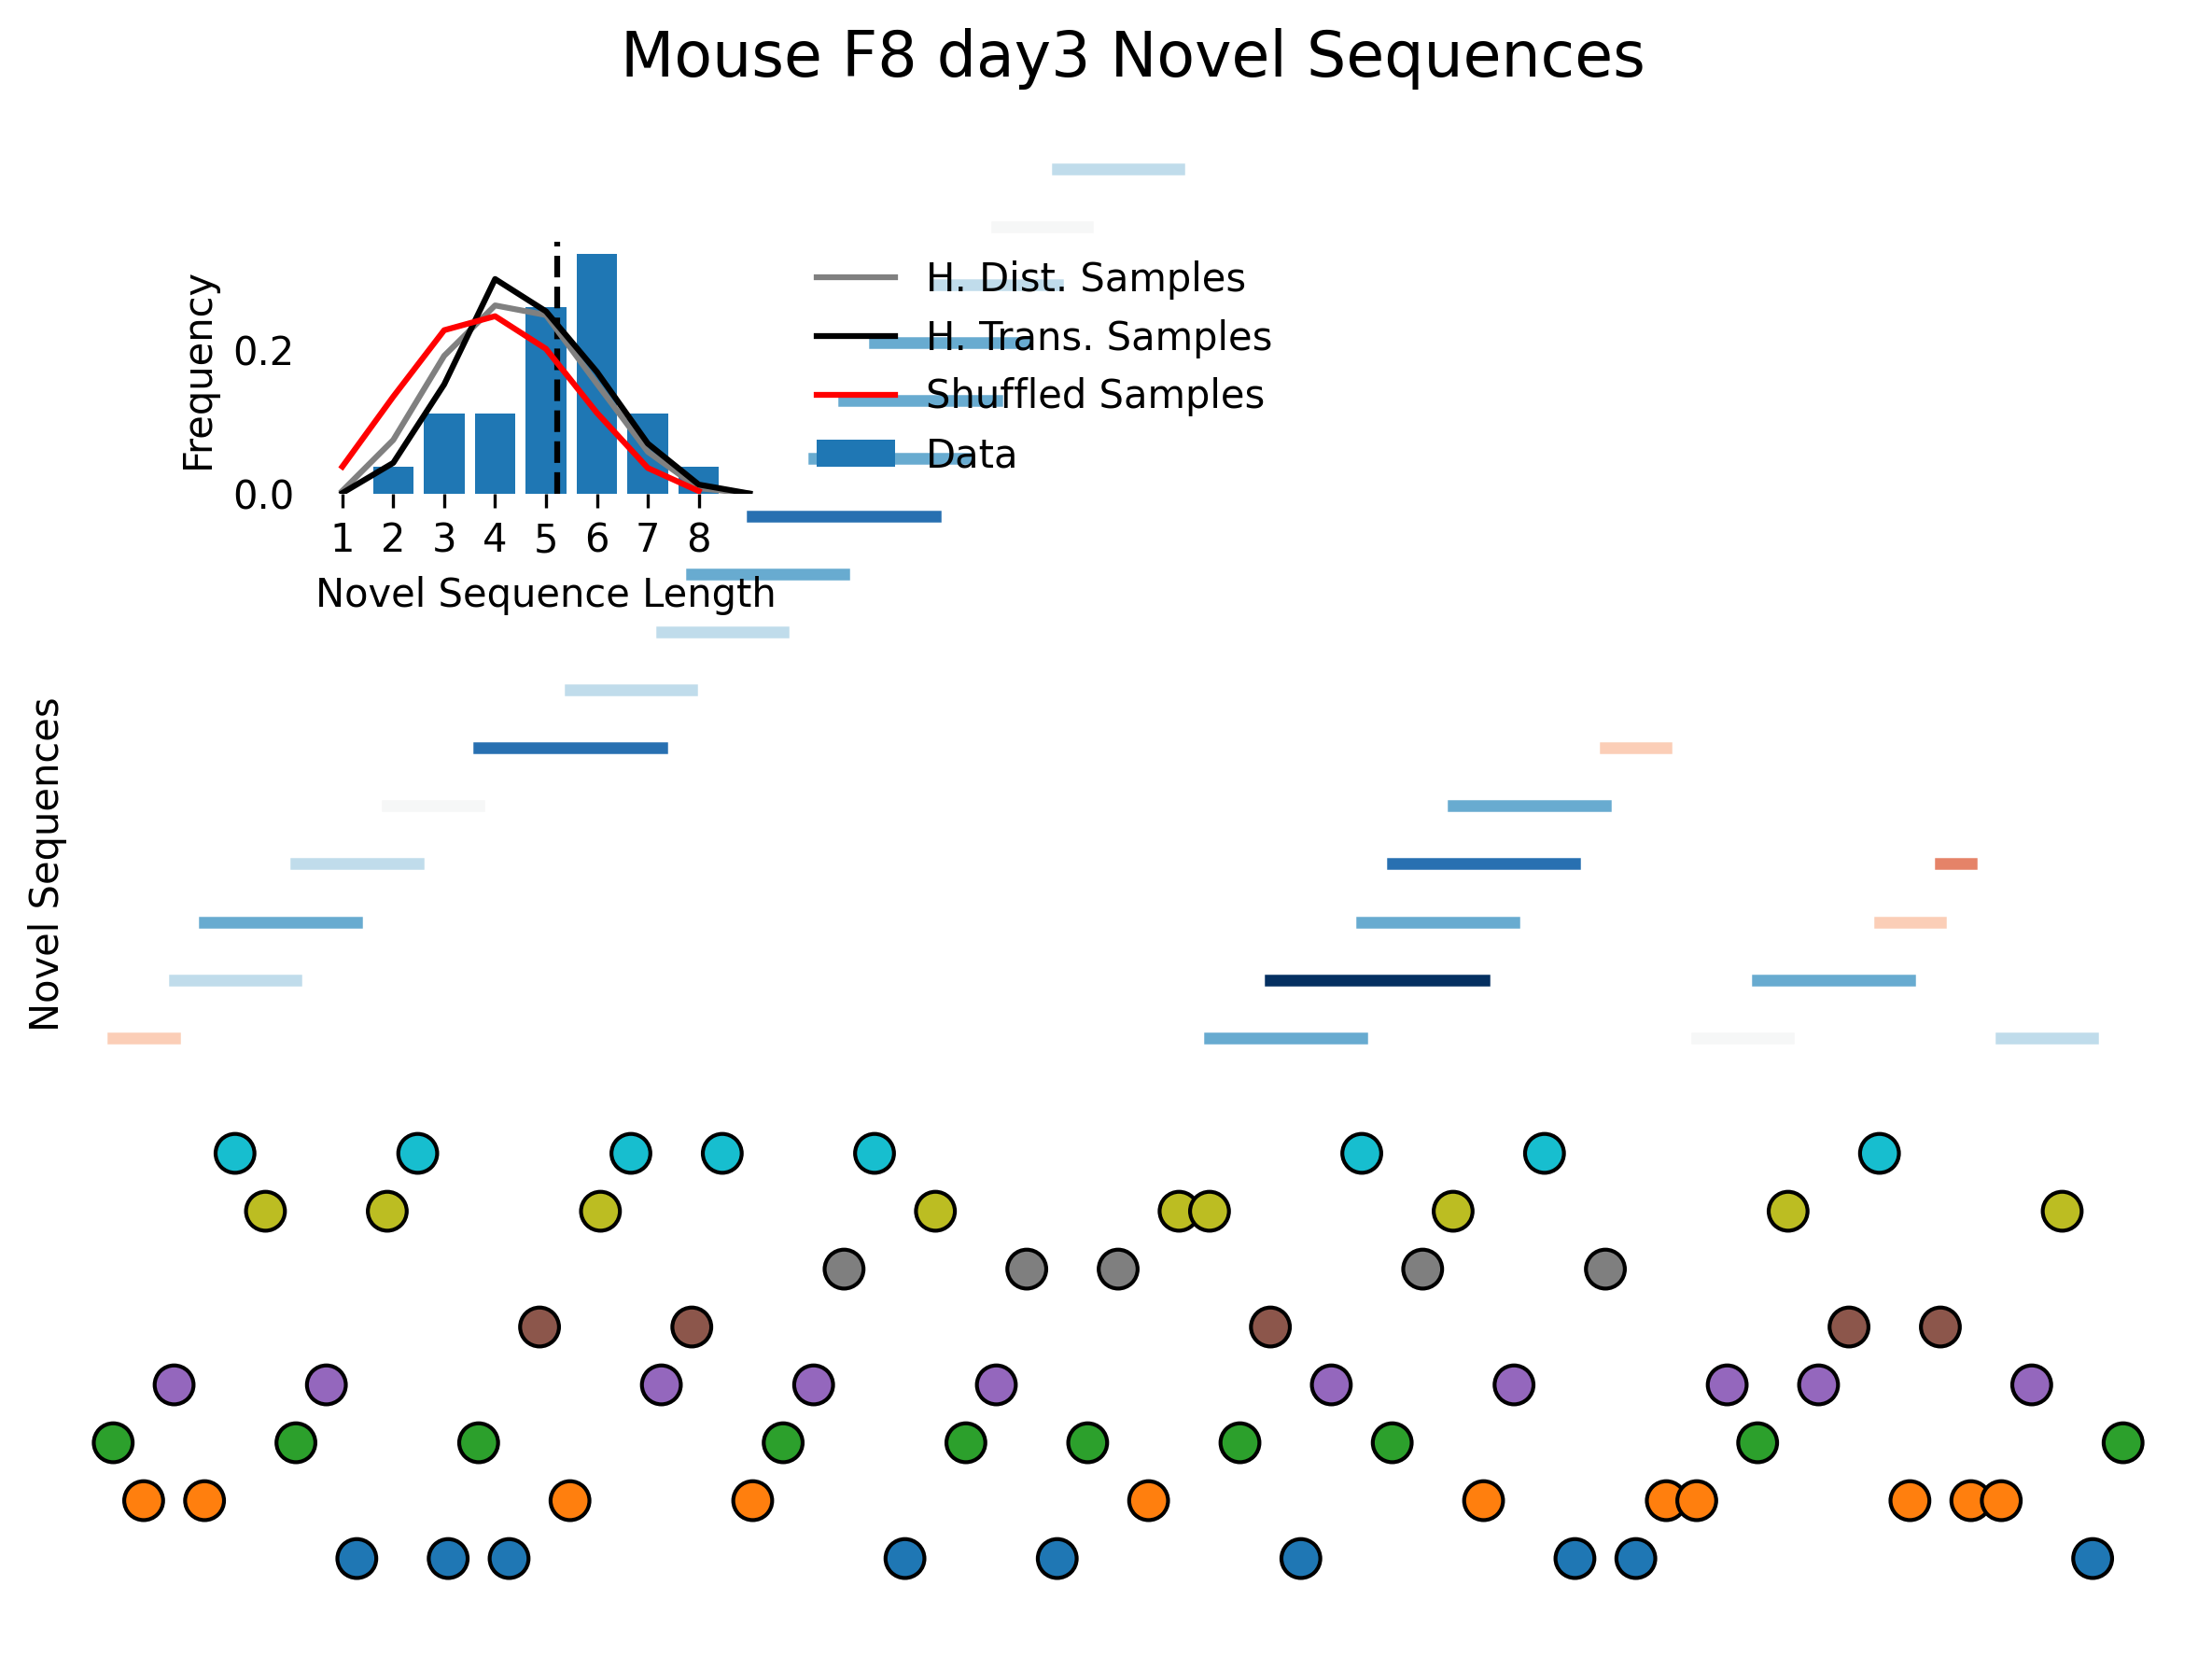 Mouse F8 day3 Novel Sequences
Frequency
0.2
0.0
1 2 3 4 5 6 7 8
Novel Sequence Length
H. Dist. Samples
H. Trans. Samples
Shuffled Samples
Data
Novel Sequences